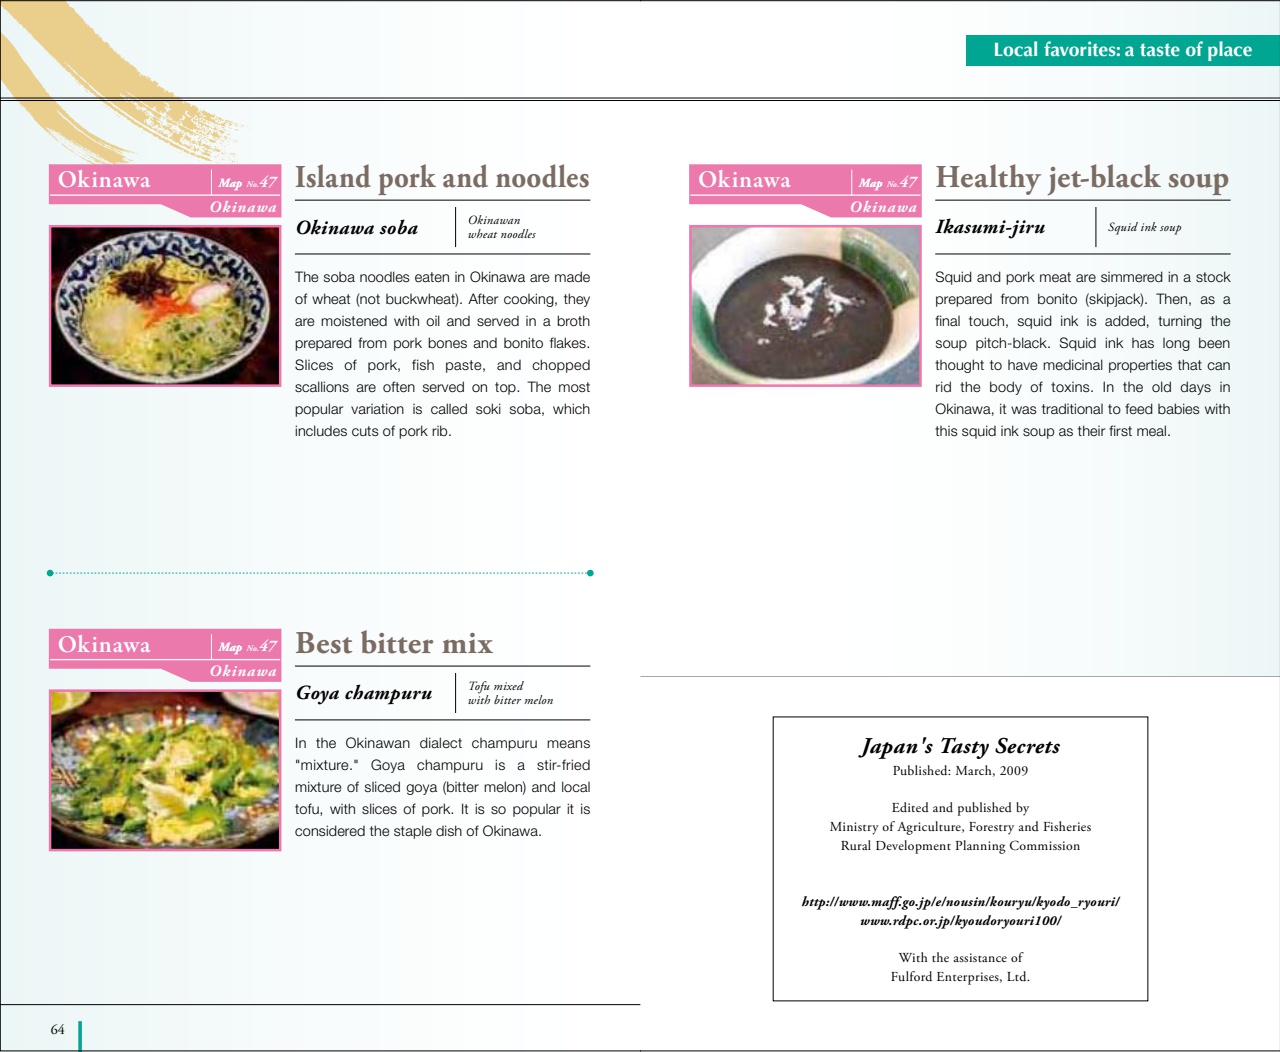 Local favorites: a taste of place
Okinawa
Map No.47
Okinawa
Island pork and noodles
Okinawa soba
Okinawan
wheat noodles
The soba noodles eaten in Okinawa are made
of wheat (not buckwheat). After cooking, they
are moistened with oil and served in a broth
prepared from pork bones and bonito flakes.
Slices of pork, fish paste, and chopped
scallions are often served on top. The most
popular variation is called soki soba, which
includes cuts of pork rib.
Okinawa
Map No.47
Okinawa
Best bitter mix
Goya champuru
Tofu mixed
with bitter melon
In the Okinawan dialect champuru means
"mixture." Goya champuru is a stir-fried
mixture of sliced goya (bitter melon) and local
tofu, with slices of pork. It is so popular it is
considered the staple dish of Okinawa.
64
Okinawa
Map No.47
Okinawa
Healthy jet-black soup
Ikasumi-jiru
Squid ink soup
Squid and pork meat are simmered in a stock
prepared from bonito (skipjack). Then, as a
final touch, squid ink is added, turning the
soup pitch-black. Squid ink has long been
thought to have medicinal properties that can
rid the body of toxins. In the old days in
Okinawa, it was traditional to feed babies with
this squid ink soup as their first meal.
Japan's Tasty Secrets
Published: March, 2009
Edited and published by
Ministry of Agriculture, Forestry and Fisheries
Rural Development Planning Commission
http://www.maff.go.jp/e/nousin/kouryu/kyodo_ryouri/
www.rdpc.or.jp/kyoudoryouri100/
With the assistance of
Fulford Enterprises, Ltd.